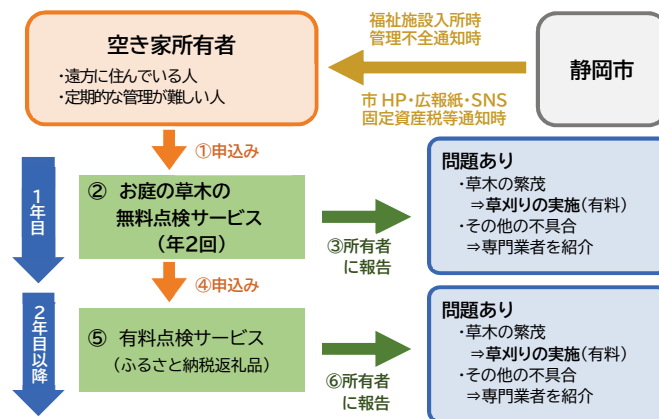 空き家所有者
・遠方に住んでいる人
・定期的な管理が難しい人
福祉施設入所時
管理不全通知時
市HP・広報紙・SNS
固定資産税等通知時
静岡市
①申込み
1年目
② お庭の草木の
無料点検サービス
（年2回）
③所有者
に報告
問題あり
・草木の繁茂
⇒草刈りの実施(有料)
・その他の不具合
⇒専門業者を紹介
④申込み
2年目以降
⑤ 有料点検サービス
（ふるさと納税返礼品）
⑥所有者
に報告
問題あり
・草木の繁茂
⇒草刈りの実施(有料)
・その他の不具合
⇒専門業者を紹介